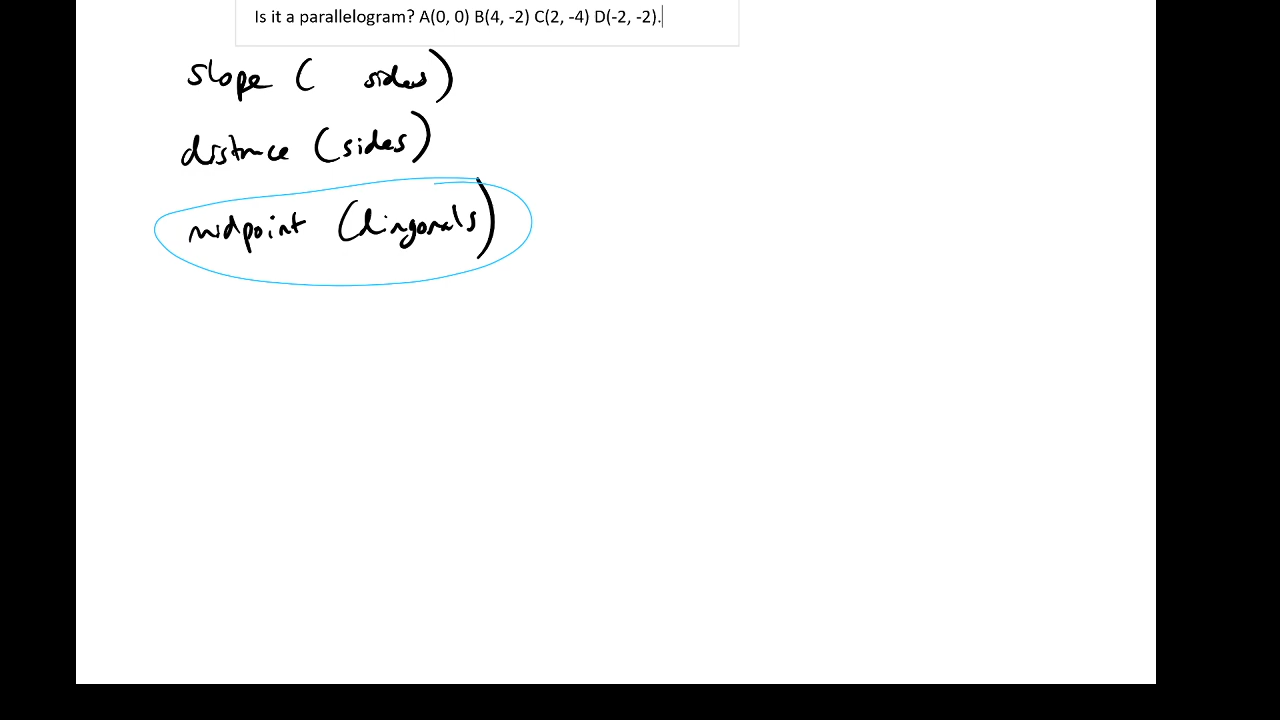 Is it a parallelogram? A(0, 0) B(4, -2) C(2, -4) D(-2, -2).
slope ( sides)
distance (sides)
midpoint (diagonals)